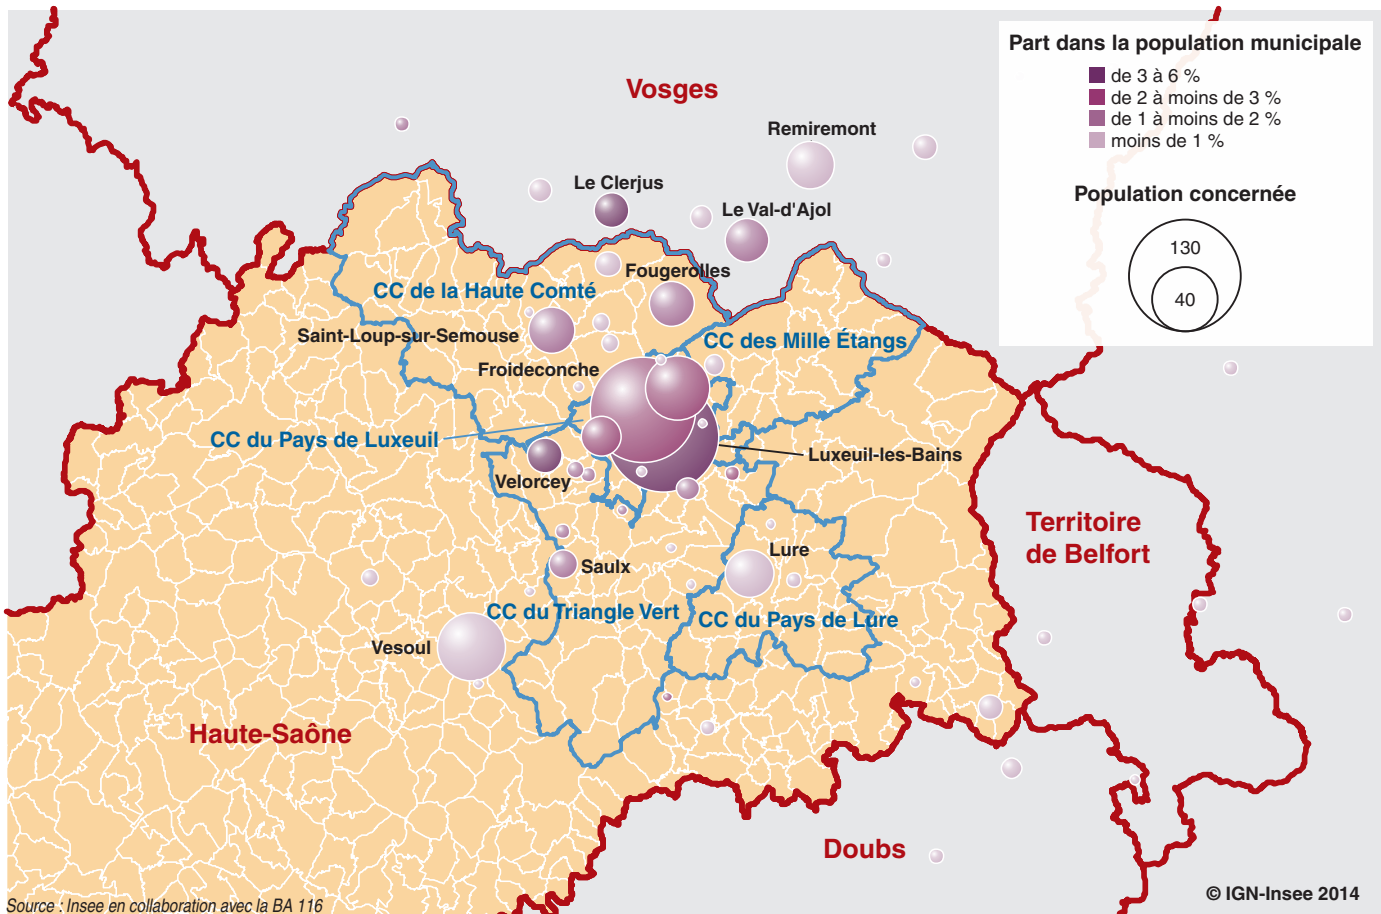 Part dans la population municipale
de 3 à 6 %
de 2 à moins de 3 %
de 1 à moins de 2 %
moins de 1 %
Population concernée
130
40
Vosges
Remiremont
Le Clerjus
Le Val-d'Ajol
Fougerolles
CC de la Haute Comté
Saint-Loup-sur-Semouse
CC des Mille Étangs
Froideconche
CC du Pays de Luxeuil
Luxeuil-les-Bains
Velorcey
Territoire
de Belfort
Lure
Saulx
CC du Triangle Vert
CC du Pays de Lure
Vesoul
Haute-Saône
Doubs
Source : Insee en collaboration avec la BA 116
© IGN-Insee 2014